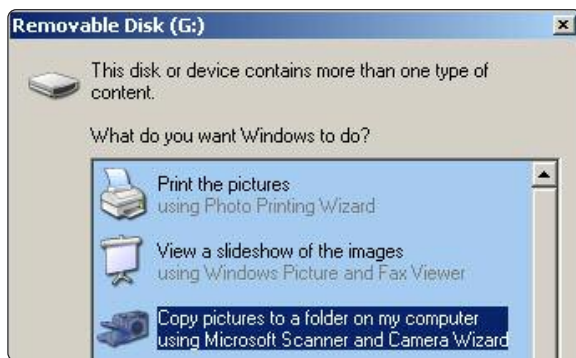 Removable Disk (G:)
This disk or device contains more than one type of
content.
What do you want Windows to do?
Print the pictures
using Photo Printing Wizard
View a slideshow of the images
using Windows Picture and Fax Viewer
Copy pictures to a folder on my computer
using Microsoft Scanner and Camera Wizard